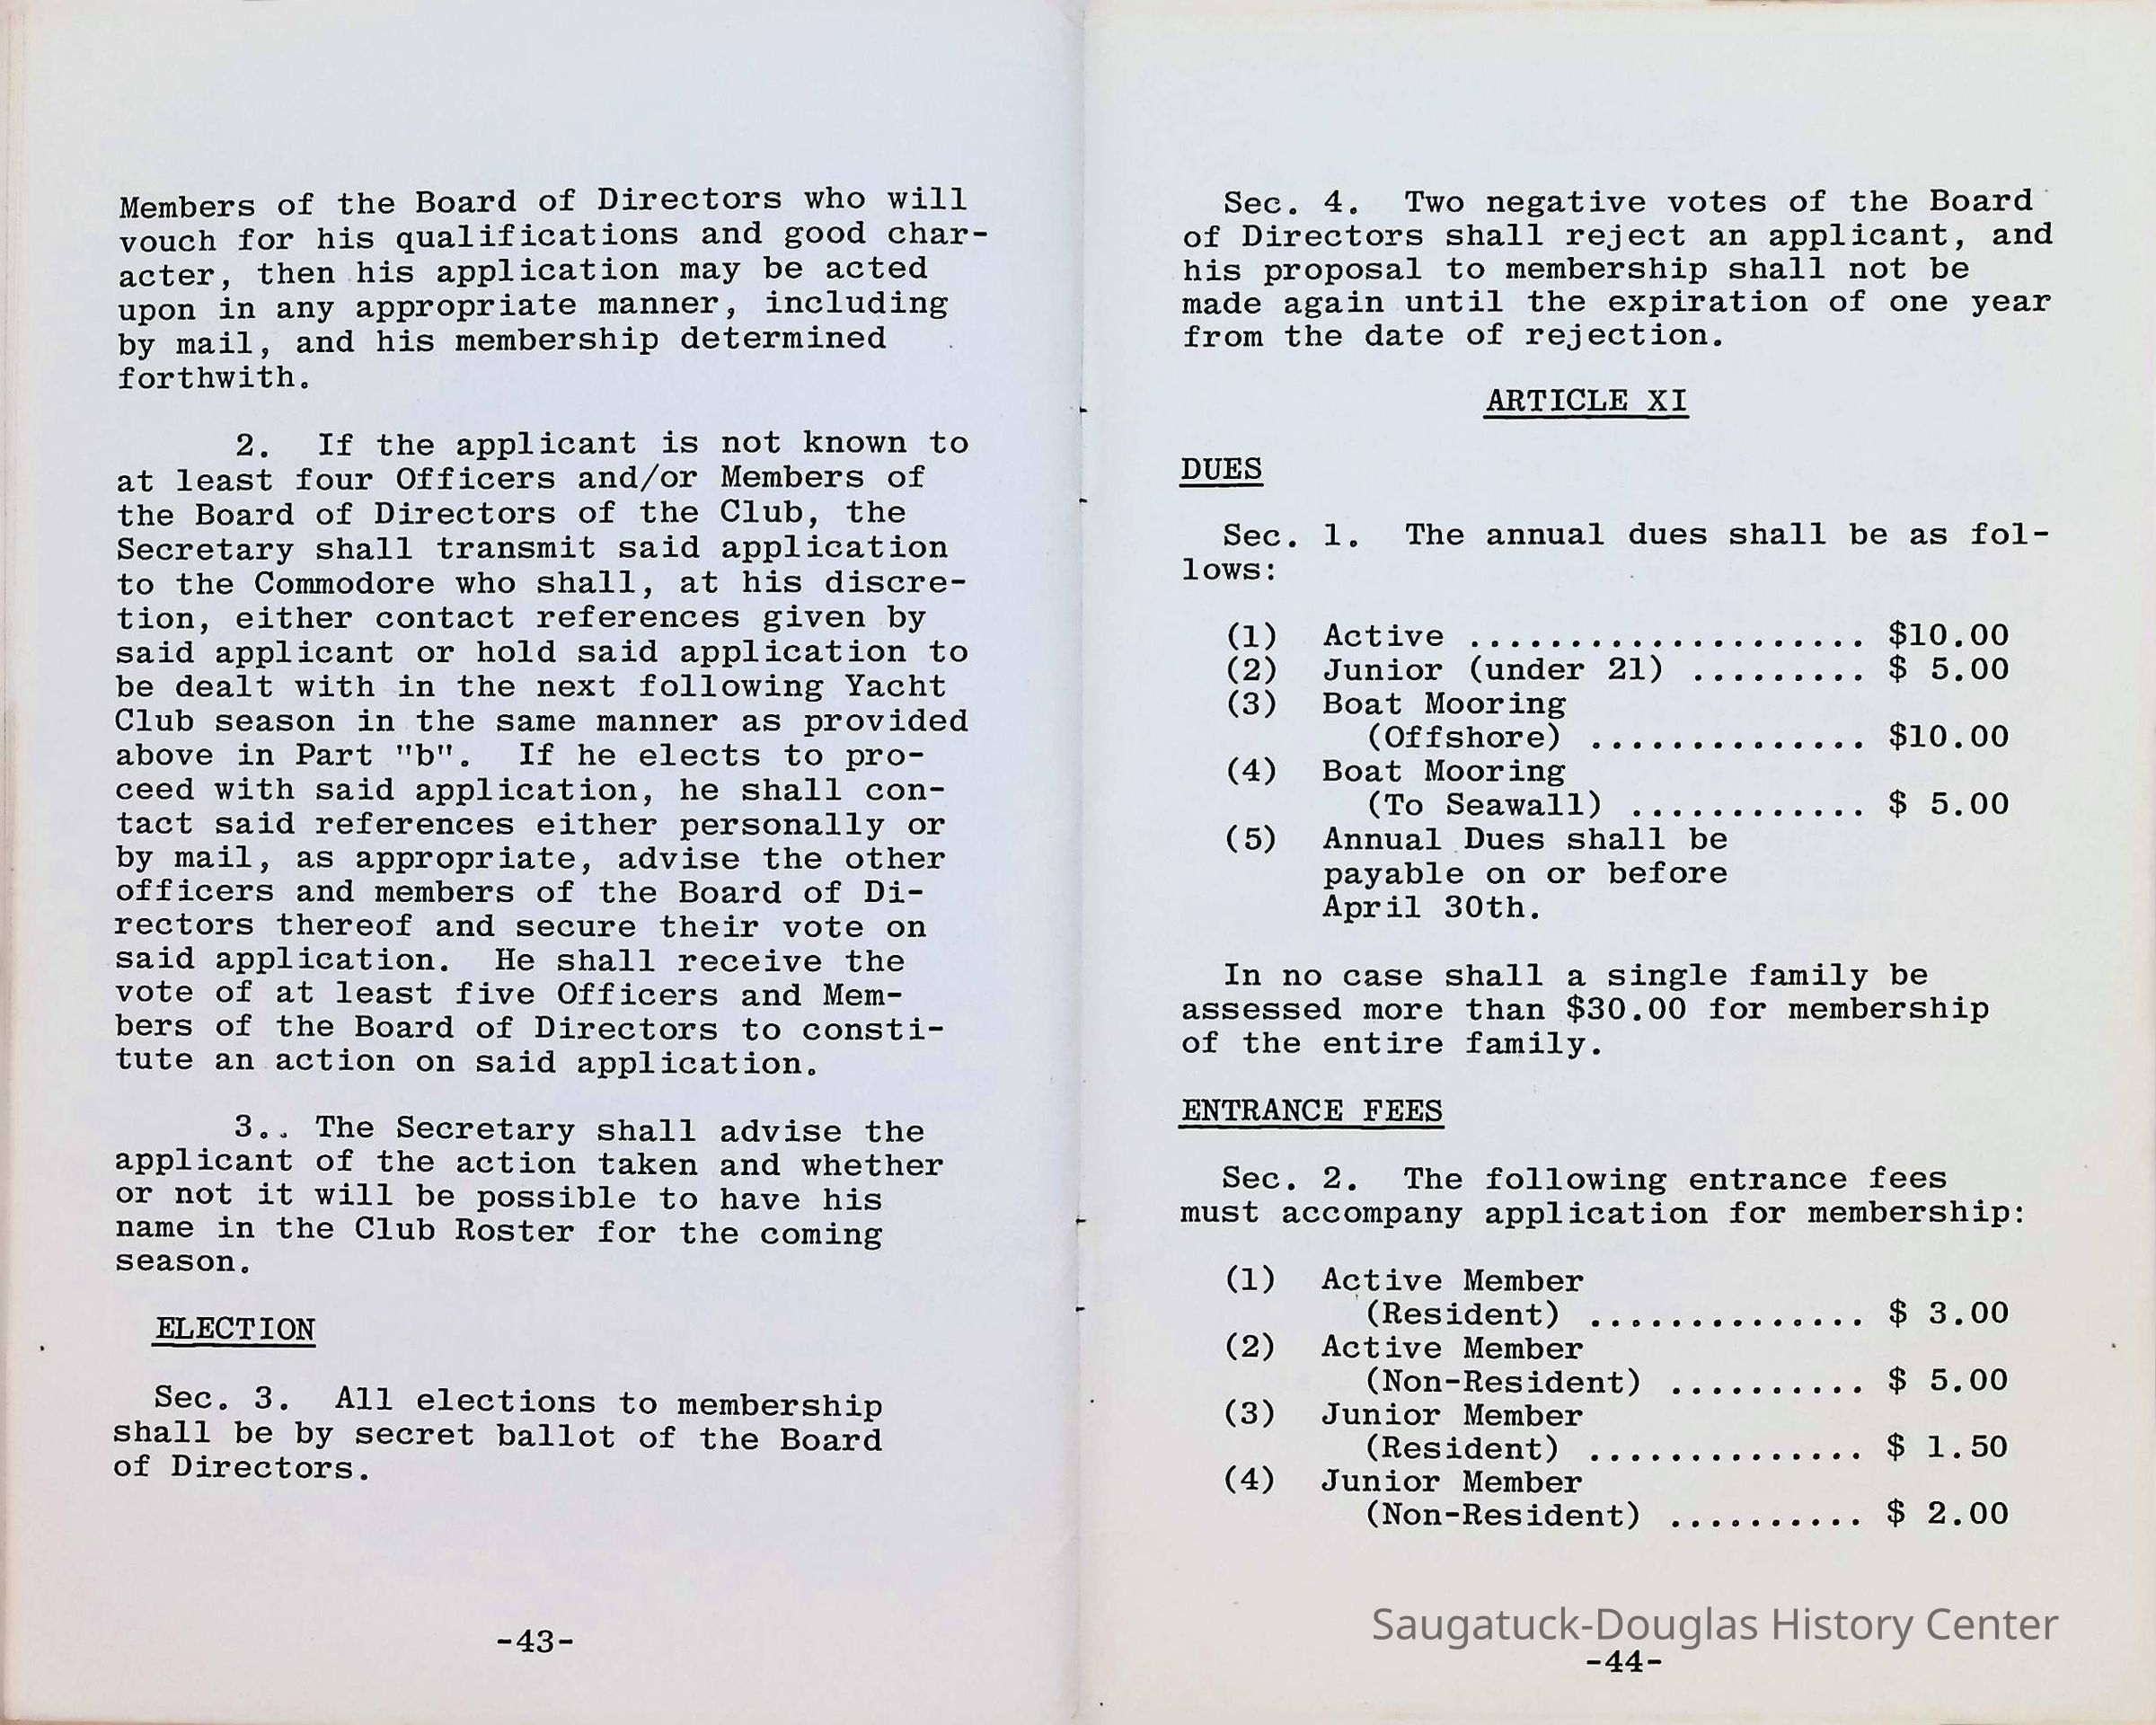 Members of the Board of Directors who will
vouch for his qualifications and good char-
acter, then his application may be acted
upon in any appropriate manner, including
by mail, and his membership determined
forthwith.
2. If the applicant is not known to
at least four Officers and/or Members of
the Board of Directors of the Club, the
Secretary shall transmit said application
to the Commodore who shall, at his discre-
tion, either contact references given by
said applicant or hold said application to
be dealt with in the next following Yacht
Club season in the same manner as provided
above in Part "b". If he elects to pro-
ceed with said application, he shall con-
tact said references either personally or
by mail, as appropriate, advise the other
officers and members of the Board of Di-
rectors thereof and secure their vote on
said application. He shall receive the
vote of at least five Officers and Mem-
bers of the Board of Directors to consti-
tute an action on said application.
3.. The Secretary shall advise the
applicant of the action taken and whether
or not it will be possible to have his
name in the Club Roster for the coming
season.
ELECTION
Sec. 3. All elections to membership
shall be by secret ballot of the Board
of Directors.
-43-
Sec. 4. Two negative votes of the Board
of Directors shall reject an applicant, and
his proposal to membership shall not be
made again until the expiration of one year
from the date of rejection.
ARTICLE XI
DUES
Sec. 1. The annual dues shall be as fol-
lows:
(1) Active .................... $10.00
(2) Junior (under 21) ......... $ 5.00
(3) Boat Mooring
(Offshore) .............. $10.00
(4) Boat Mooring
(To Seawall) ............ $ 5.00
(5) Annual Dues shall be
payable on or before
April 30th.
In no case shall a single family be
assessed more than $30.00 for membership
of the entire family.
ENTRANCE FEES
Sec. 2. The following entrance fees
must accompany application for membership:
(1) Active Member
(Resident) .............. $ 3.00
(2) Active Member
(Non-Resident) .......... $ 5.00
(3) Junior Member
(Resident) .............. $ 1.50
(4) Junior Member
(Non-Resident) .......... $ 2.00
Saugatuck-Douglas History Center
-44-